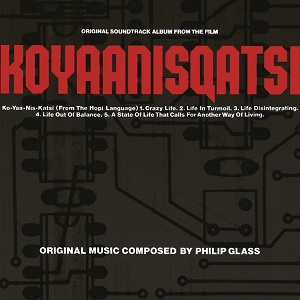 ORIGINAL SOUNDTRACK ALBUM FROM THE FILM
KOYAANISQATSI
Ko-Yaa-Nis-Katsi (From The Hopi Language) 1. Crazy Life. 2. Life In Turmoil. 3. Life Disintegrating.
4. Life Out Of Balance. 5. A State Of Life That Calls For Another Way Of Living.
ORIGINAL MUSIC COMPOSED BY PHILIP GLASS